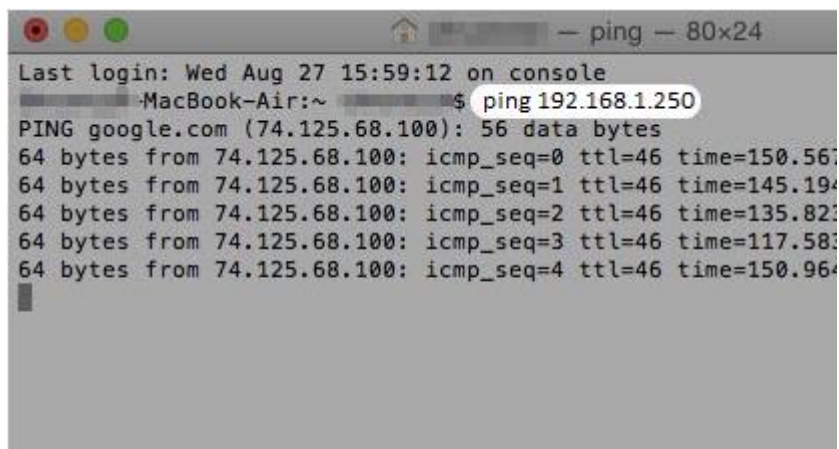 — ping — 80×24
Last login: Wed Aug 27 15:59:12 on console
-MacBook-Air:~ $ ping 192.168.1.250
PING google.com (74.125.68.100): 56 data bytes
64 bytes from 74.125.68.100: icmp_seq=0 ttl=46 time=150.567
64 bytes from 74.125.68.100: icmp_seq=1 ttl=46 time=145.194
64 bytes from 74.125.68.100: icmp_seq=2 ttl=46 time=135.823
64 bytes from 74.125.68.100: icmp_seq=3 ttl=46 time=117.583
64 bytes from 74.125.68.100: icmp_seq=4 ttl=46 time=150.964